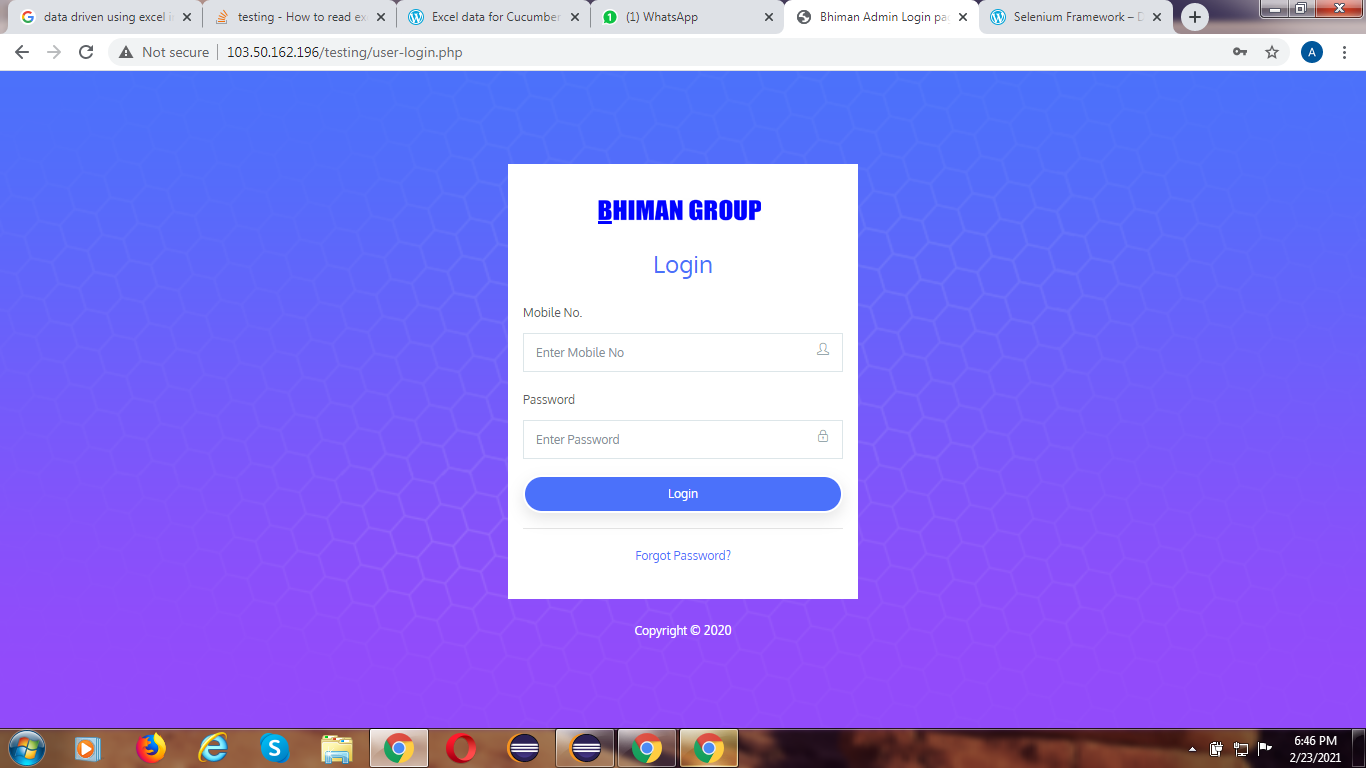 data driven using excel i
testing - How to read ex
Excel data for Cucumber
(1) WhatsApp
Bhiman Admin Login pa
Selenium Framework – D
Not secure
103.50.162.196/testing/user-login.php
A
BHIMAN GROUP
Login
Mobile No.
Enter Mobile No
Password
Enter Password
Login
Forgot Password?
Copyright © 2020
6:46 PM
2/23/2021